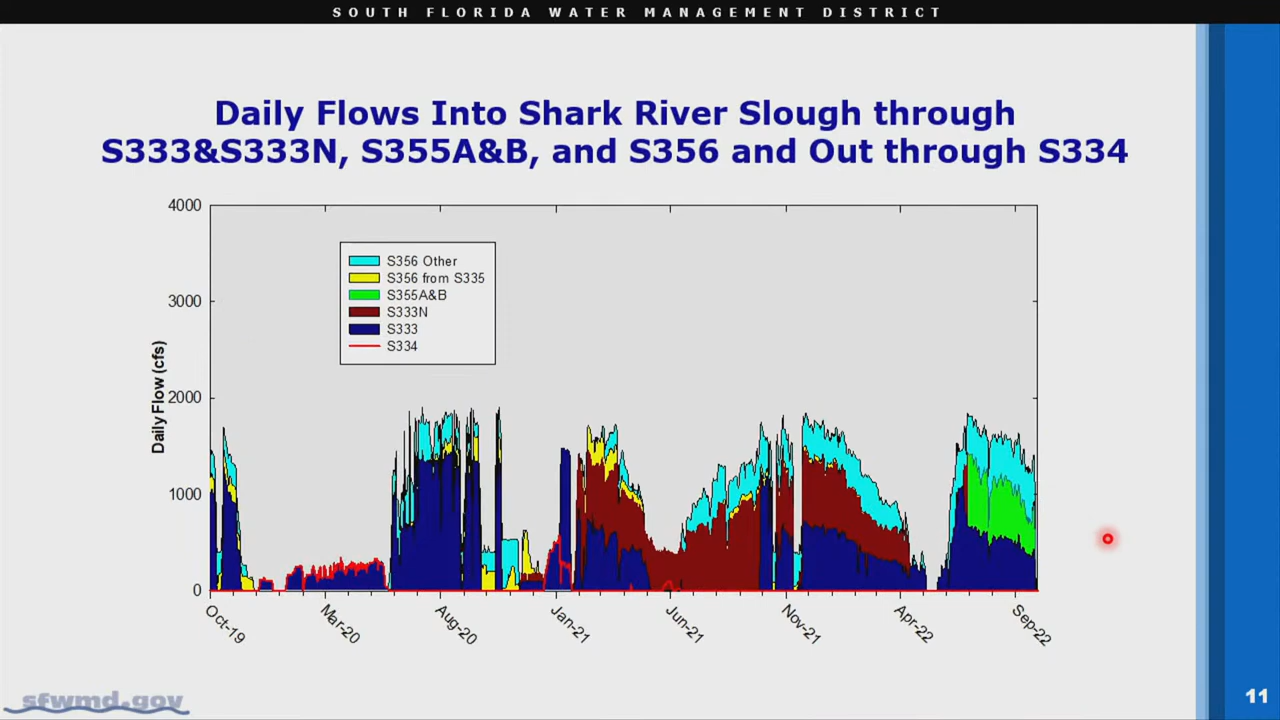 SOUTH FLORIDA WATER MANAGEMENT DISTRICT
Daily Flows Into Shark River Slough through
S333&S333N, S355A&B, and S356 and Out through S334
4000
3000
2000
1000
0
Daily Flow (cfs)
S356 Other
S356 from S335
S355A&B
S333N
S333
S334
Oct-19
Mar-20
Aug-20
Jan-21
Jun-21
Nov-21
Apr-22
Sep-22
sfwmd.gov
11